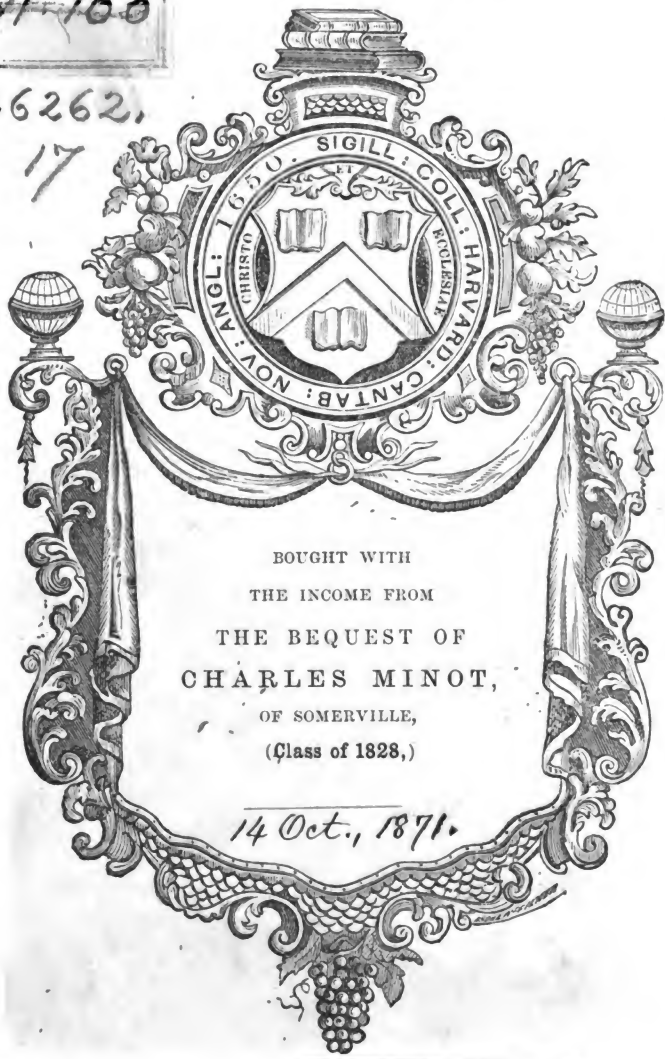 100
6262.
17
SIGILL: COLL: HARVARD: CANTAB: NOV: ANGL: 1650.
ET
CHRISTO
ECCLESIAE
BOUGHT WITH
THE INCOME FROM
THE BEQUEST OF
CHARLES MINOT,
OF SOMERVILLE,
(Class of 1828,)
14 Oct., 1871.